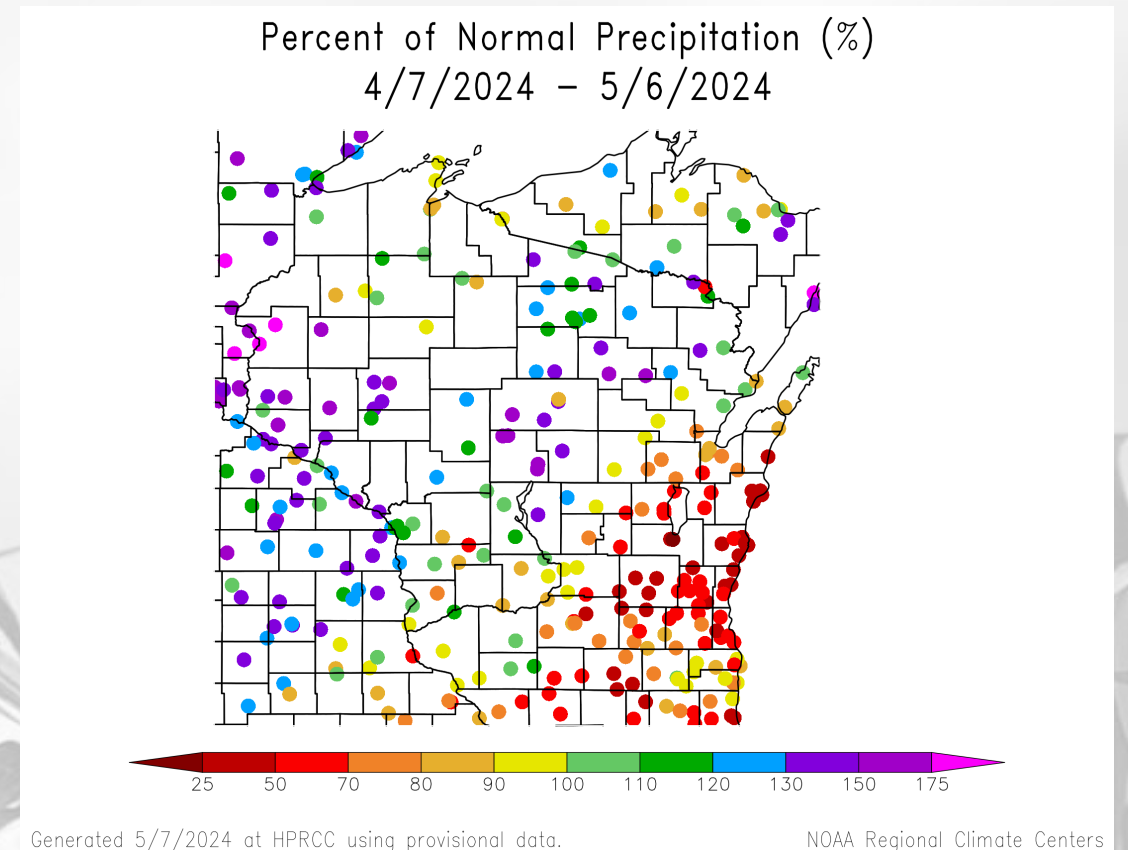 Percent of Normal Precipitation (%)
4/7/2024 – 5/6/2024
25 50 70 80 90 100 110 120 130 150 175
Generated 5/7/2024 at HPRCC using provisional data.
NOAA Regional Climate Centers